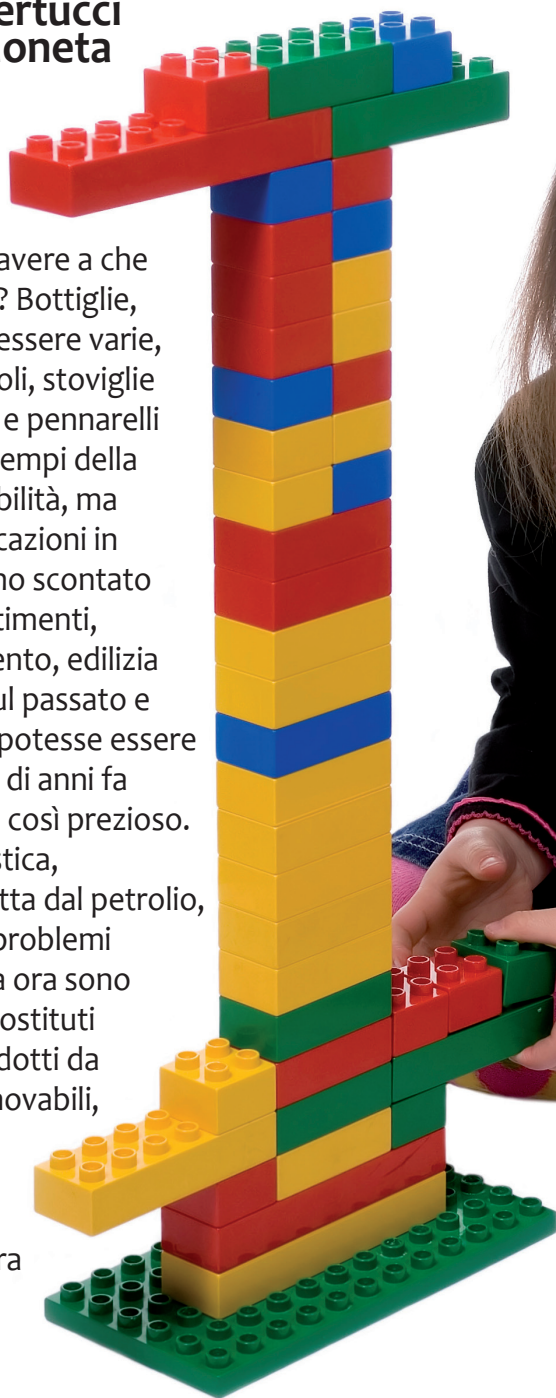 ertucci
oneta
avere a che
? Bottiglie,
essere varie,
oli, stoviglie
e pennarelli
empi della
bilità, ma
cazioni in
no scontato
timenti,
ento, edilizia
ul passato e
potesse essere
di anni fa
così prezioso.
stica,
tta dal petrolio,
problemi
a ora sono
ostituti
dotti da
novabili,
ra